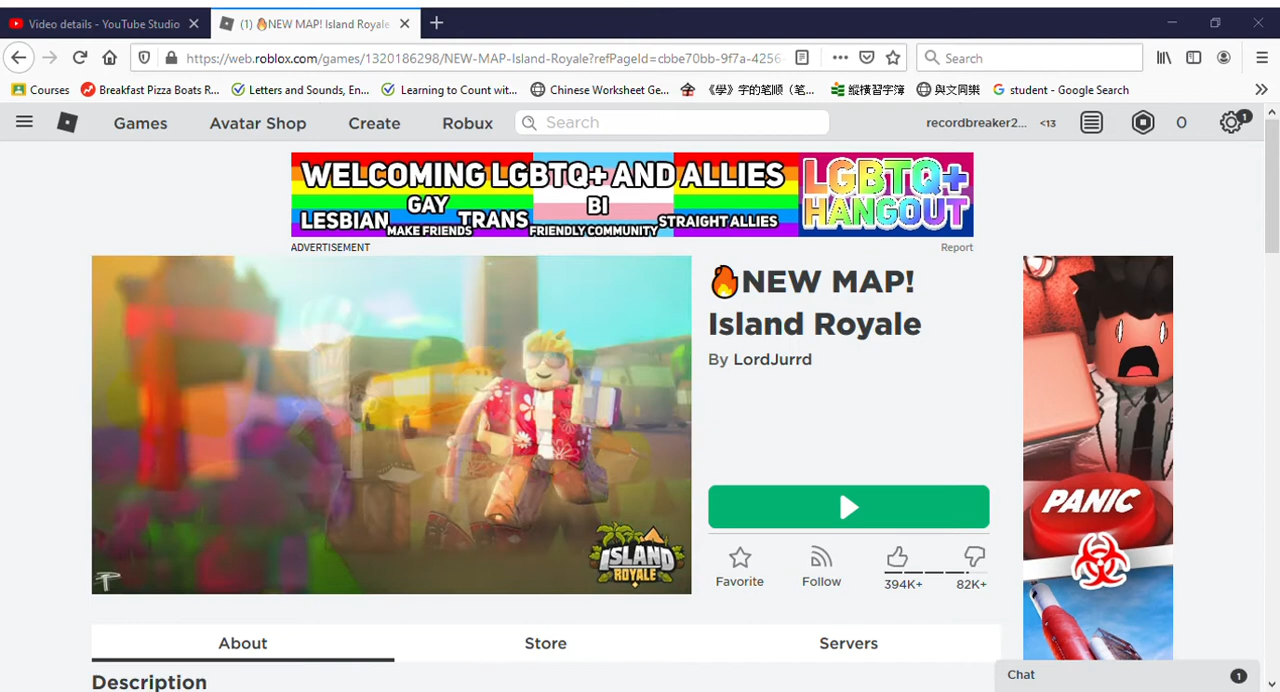 Video details - YouTube Studio
(1) 🔥NEW MAP! Island Royale
https://web.roblox.com/games/1320186298/NEW-MAP-Island-Royale?refPageId=cbbe70bb-9f7a-4256-
Search
Courses
Breakfast Pizza Boats R...
Letters and Sounds, En...
Learning to Count wit...
Chinese Worksheet Ge...
《學》字的笔顺（笔...
縱橫習字簿
與文同樂
student - Google Search
Games
Avatar Shop
Create
Robux
Search
recordbreaker2...
<13
0
1
WELCOMING LGBTQ+ AND ALLIES
GAY
BI
LESBIAN
TRANS
STRAIGHT ALLIES
MAKE FRIENDS
FRIENDLY COMMUNITY
LGBTQ+
HANGOUT
ADVERTISEMENT
Report
🔥NEW MAP!
Island Royale
By LordJurrd
ISLAND
ROYALE
PANIC
Favorite
Follow
394K+
82K+
About
Store
Servers
Description
Chat
1